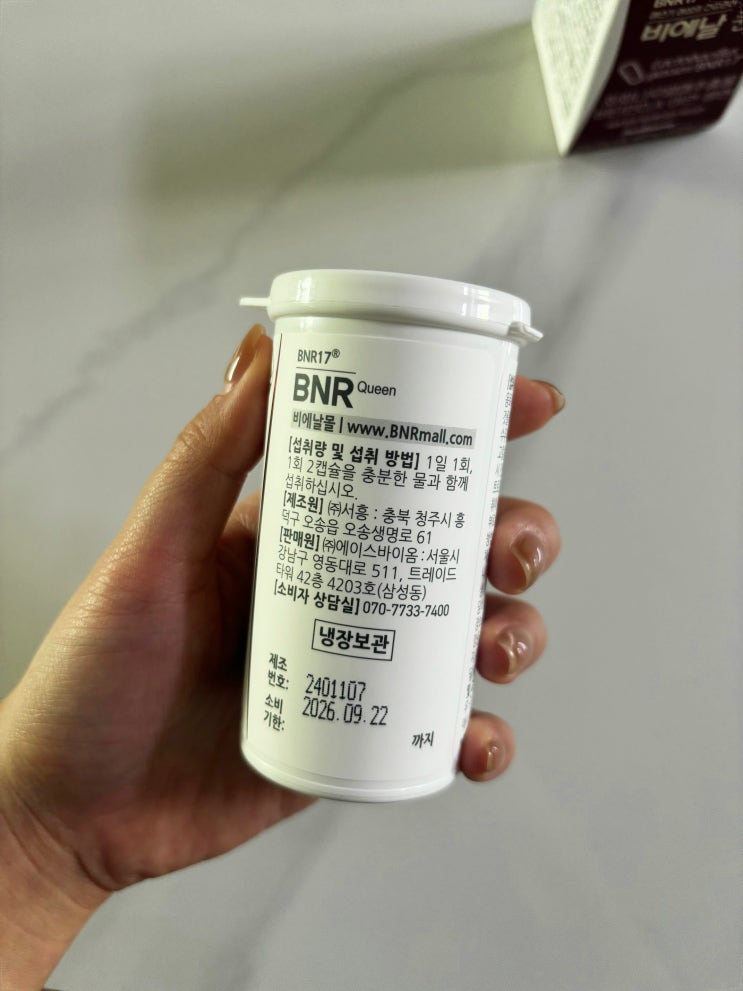 비에날
BNR17®
BNR Queen
비에날몰 | www.BNRmall.com
[섭취량 및 섭취 방법] 1일 1회,
1회 2캡슐을 충분한 물과 함께
섭취하십시오.
[제조원] ㈜서흥 : 충북 청주시 흥
덕구 오송읍 오송생명로 61
[판매원] ㈜에이스바이옴 : 서울시
강남구 영동대로 511, 트레이드
타워 42층 4203호(삼성동)
[소비자 상담실] 070-7733-7400
냉장보관
제조
번호: 2401107
소비
기한: 2026.09.22
까지